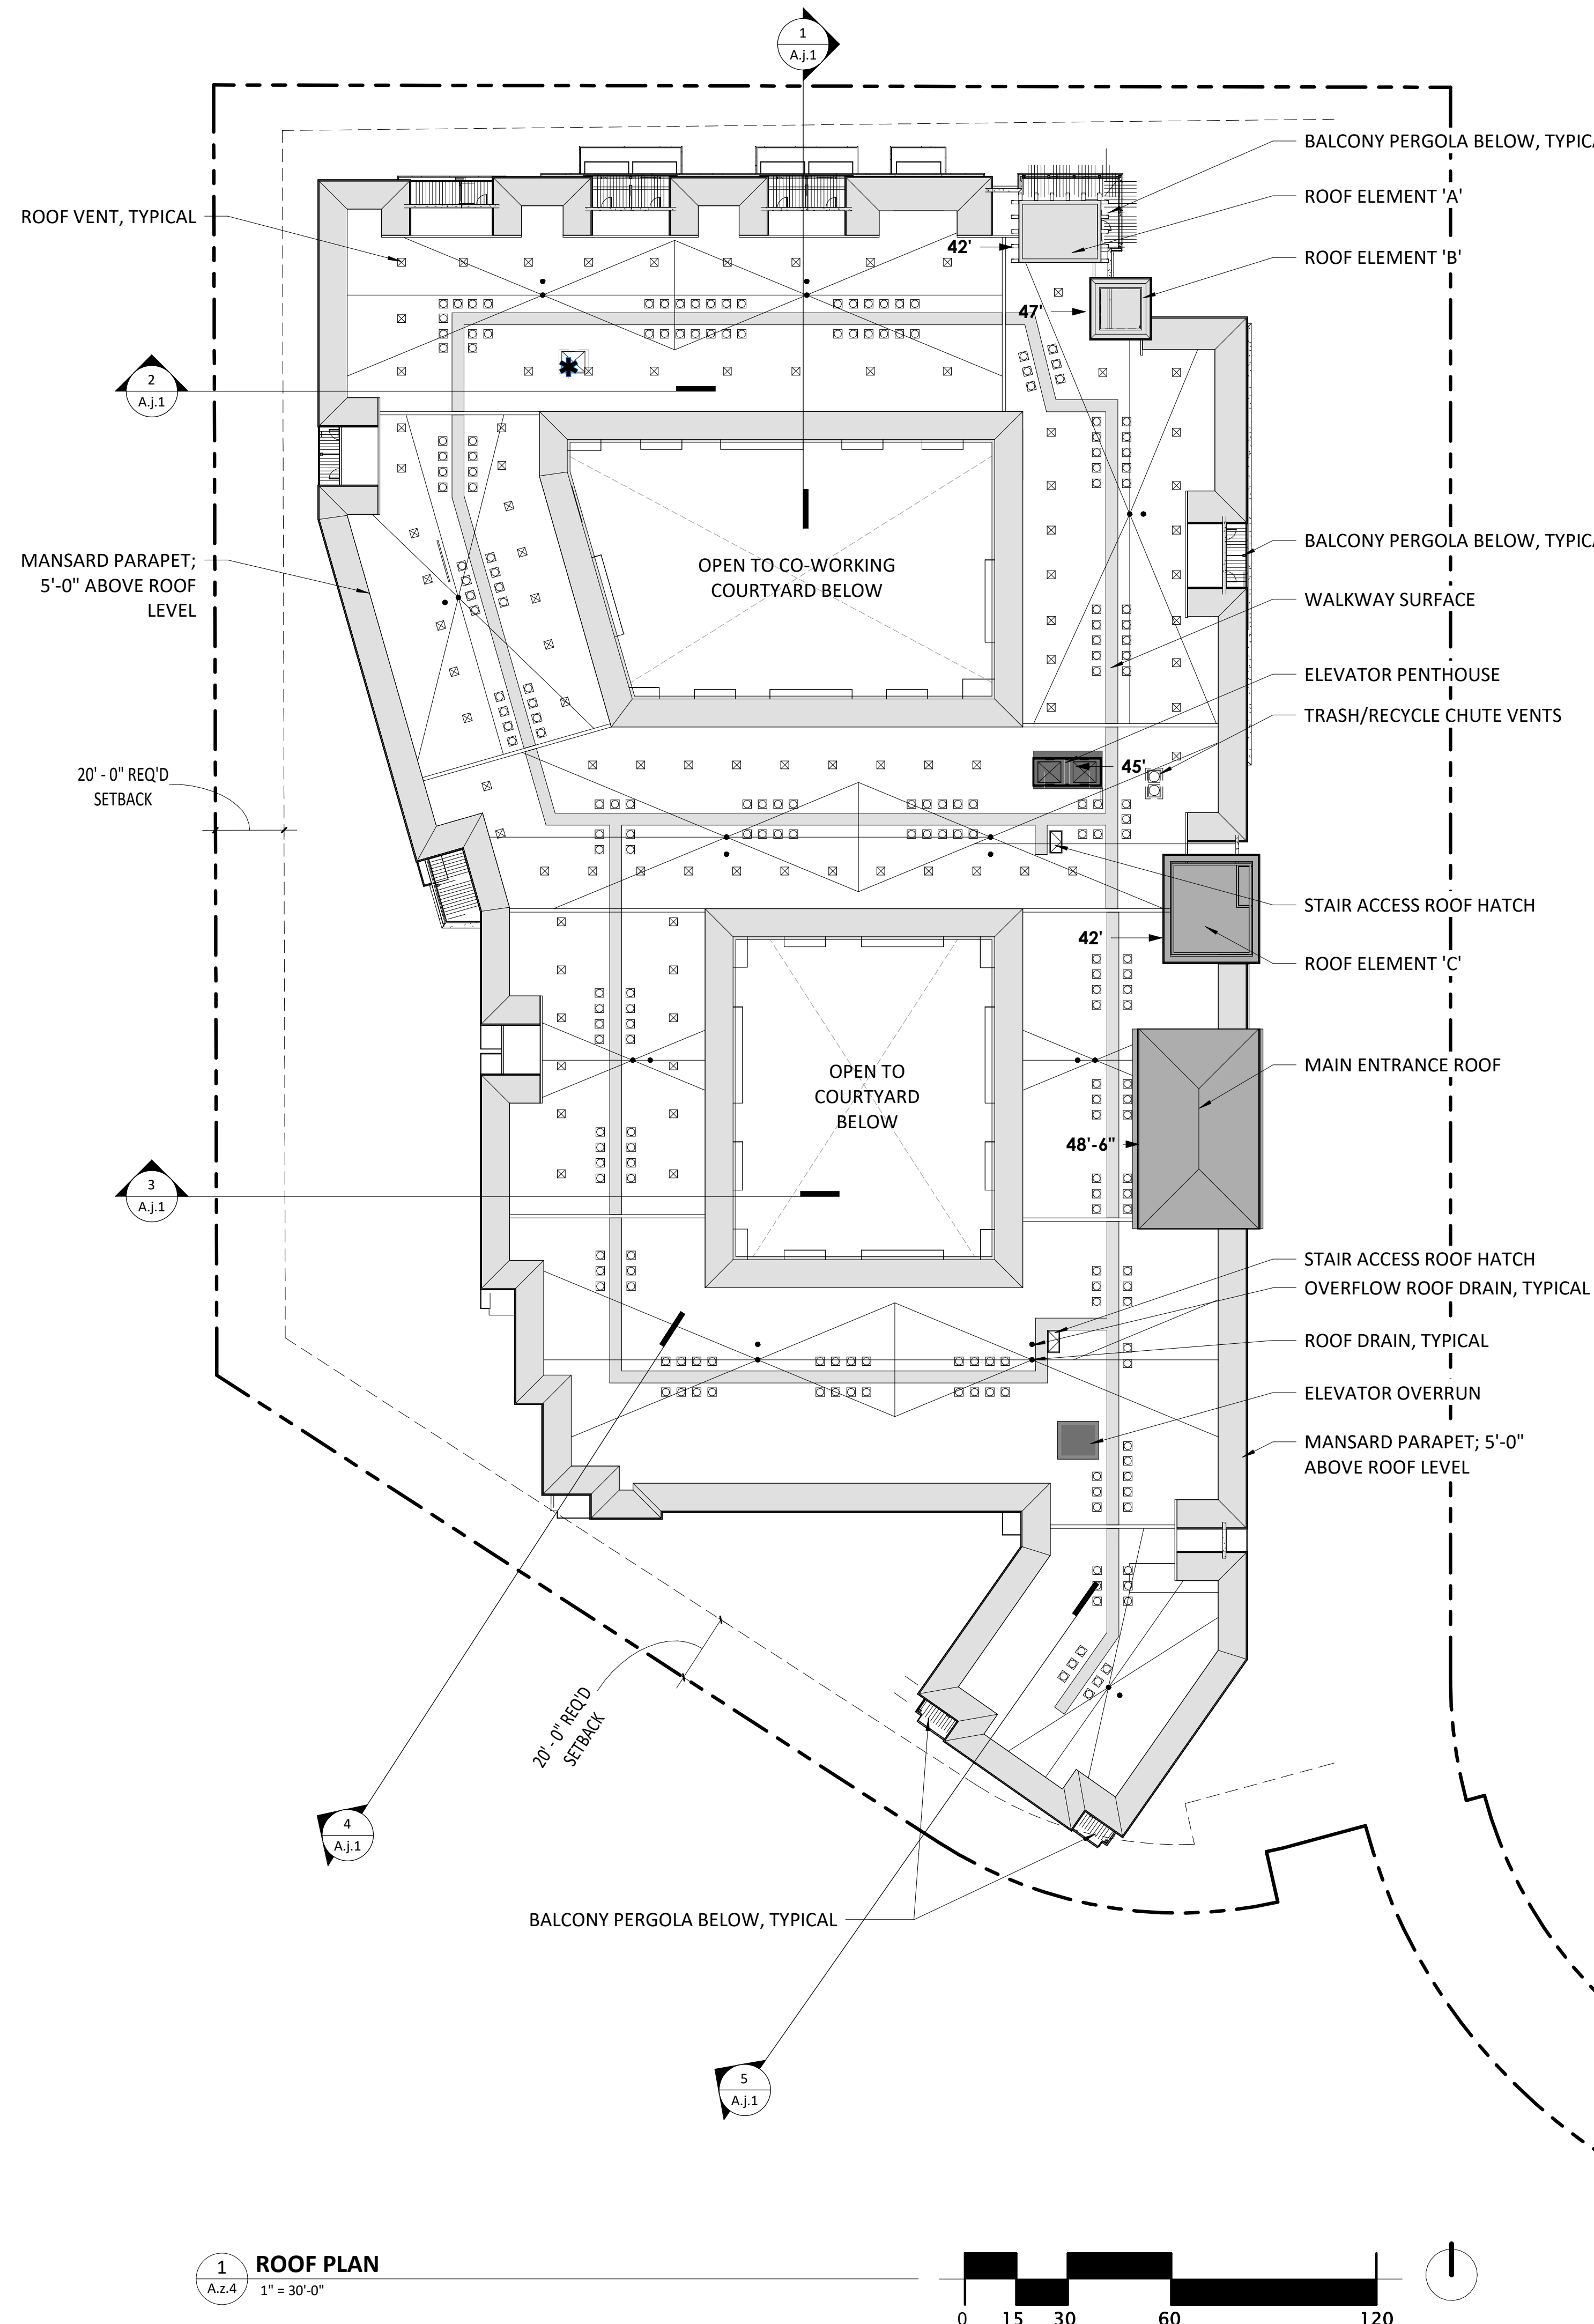 1
A.j.1
BALCONY PERGOLA BELOW, TYPICA
ROOF ELEMENT 'A'
ROOF VENT, TYPICAL
42'
ROOF ELEMENT 'B'
47'
2
A.j.1
BALCONY PERGOLA BELOW, TYPICA
MANSARD PARAPET;
5'-0" ABOVE ROOF
LEVEL
OPEN TO CO-WORKING
COURTYARD BELOW
WALKWAY SURFACE
ELEVATOR PENTHOUSE
TRASH/RECYCLE CHUTE VENTS
45'
20' - 0" REQ'D
SETBACK
STAIR ACCESS ROOF HATCH
42'
ROOF ELEMENT 'C'
OPEN TO
COURTYARD
BELOW
MAIN ENTRANCE ROOF
48'-6"
3
A.j.1
STAIR ACCESS ROOF HATCH
OVERFLOW ROOF DRAIN, TYPICAL
ROOF DRAIN, TYPICAL
ELEVATOR OVERRUN
MANSARD PARAPET; 5'-0"
ABOVE ROOF LEVEL
20' - 0" REQ'D
SETBACK
4
A.j.1
BALCONY PERGOLA BELOW, TYPICAL
5
A.j.1
1
A.z.4
ROOF PLAN
1" = 30'-0"
0 15 30 60 120